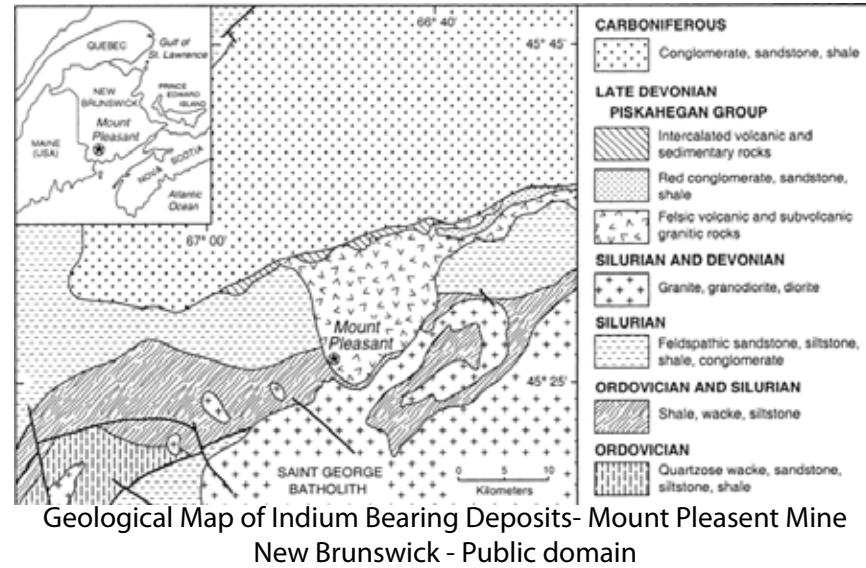 QUEBEC
Gulf of
St. Lawrence
NEW
BRUNSWICK
PRINCE
EDWARD
ISLAND
Mount
Pleasant
MAINE
(USA)
NOVA SCOTIA
Atlantic
Ocean
66° 40'
45° 45'
67° 00'
Mount
Pleasant
45° 25'
SAINT GEORGE
BATHOLITH
0 5 10
Kilometers
CARBONIFEROUS
Conglomerate, sandstone, shale
LATE DEVONIAN
PISKAHEGAN GROUP
Intercalated volcanic and
sedimentary rocks
Red conglomerate, sandstone,
shale
Felsic volcanic and subvolcanic
granitic rocks
SILURIAN AND DEVONIAN
Granite, granodiorite, diorite
SILURIAN
Feldspathic sandstone, siltstone,
shale, conglomerate
ORDOVICIAN AND SILURIAN
Shale, wacke, siltstone
ORDOVICIAN
Quartzose wacke, sandstone,
siltstone, shale
Geological Map of Indium Bearing Deposits- Mount Pleasent Mine
New Brunswick - Public domain